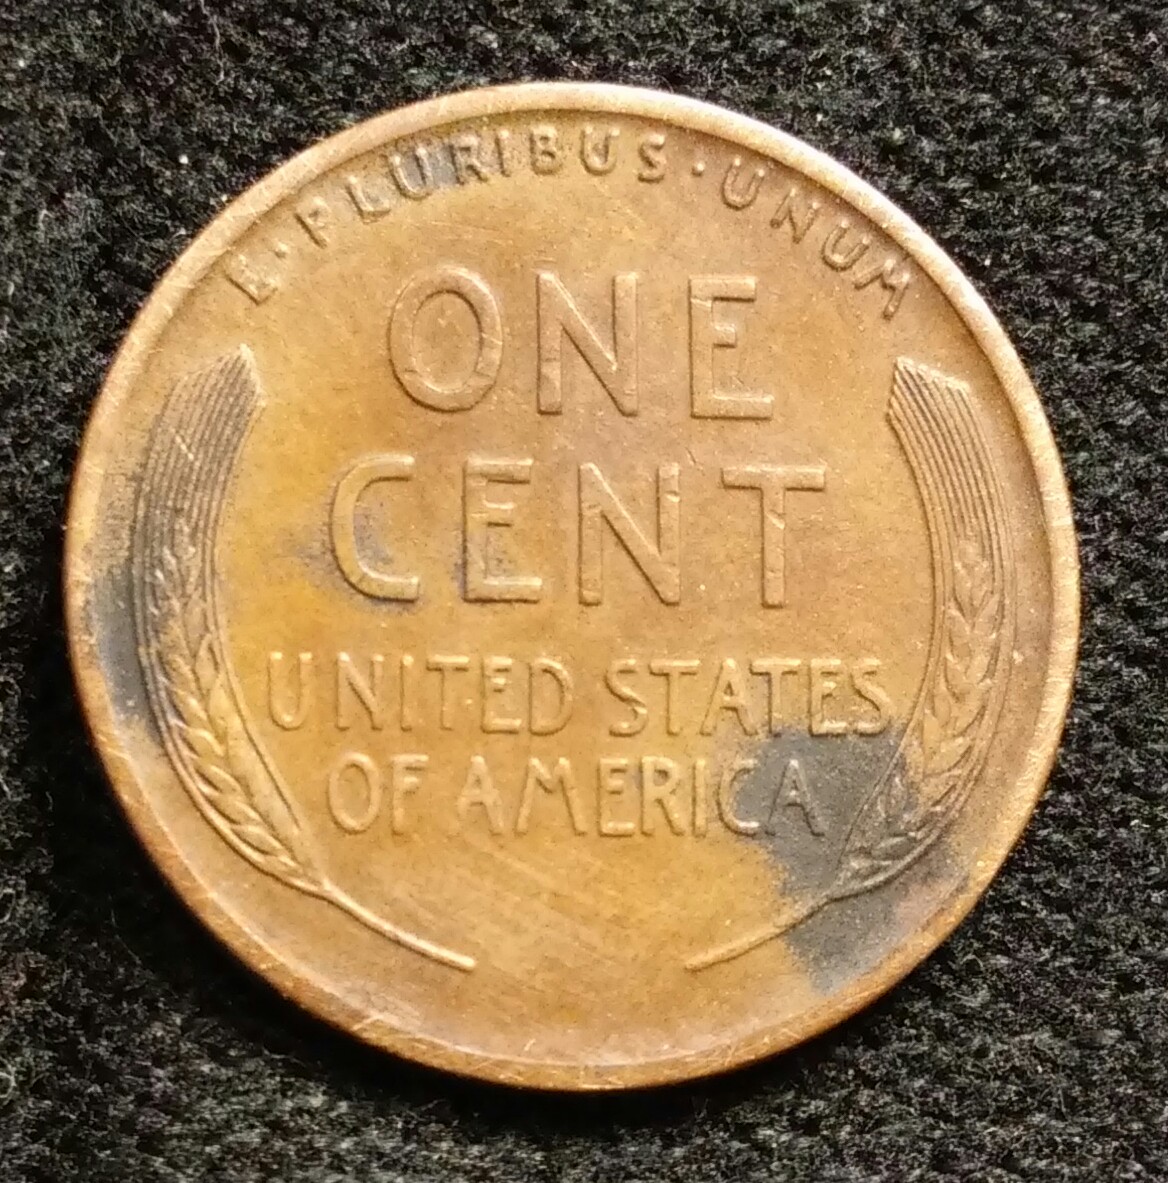 E·PLURIBUS·UNUM
ONE
CENT
UNITED STATES
OF AMERICA